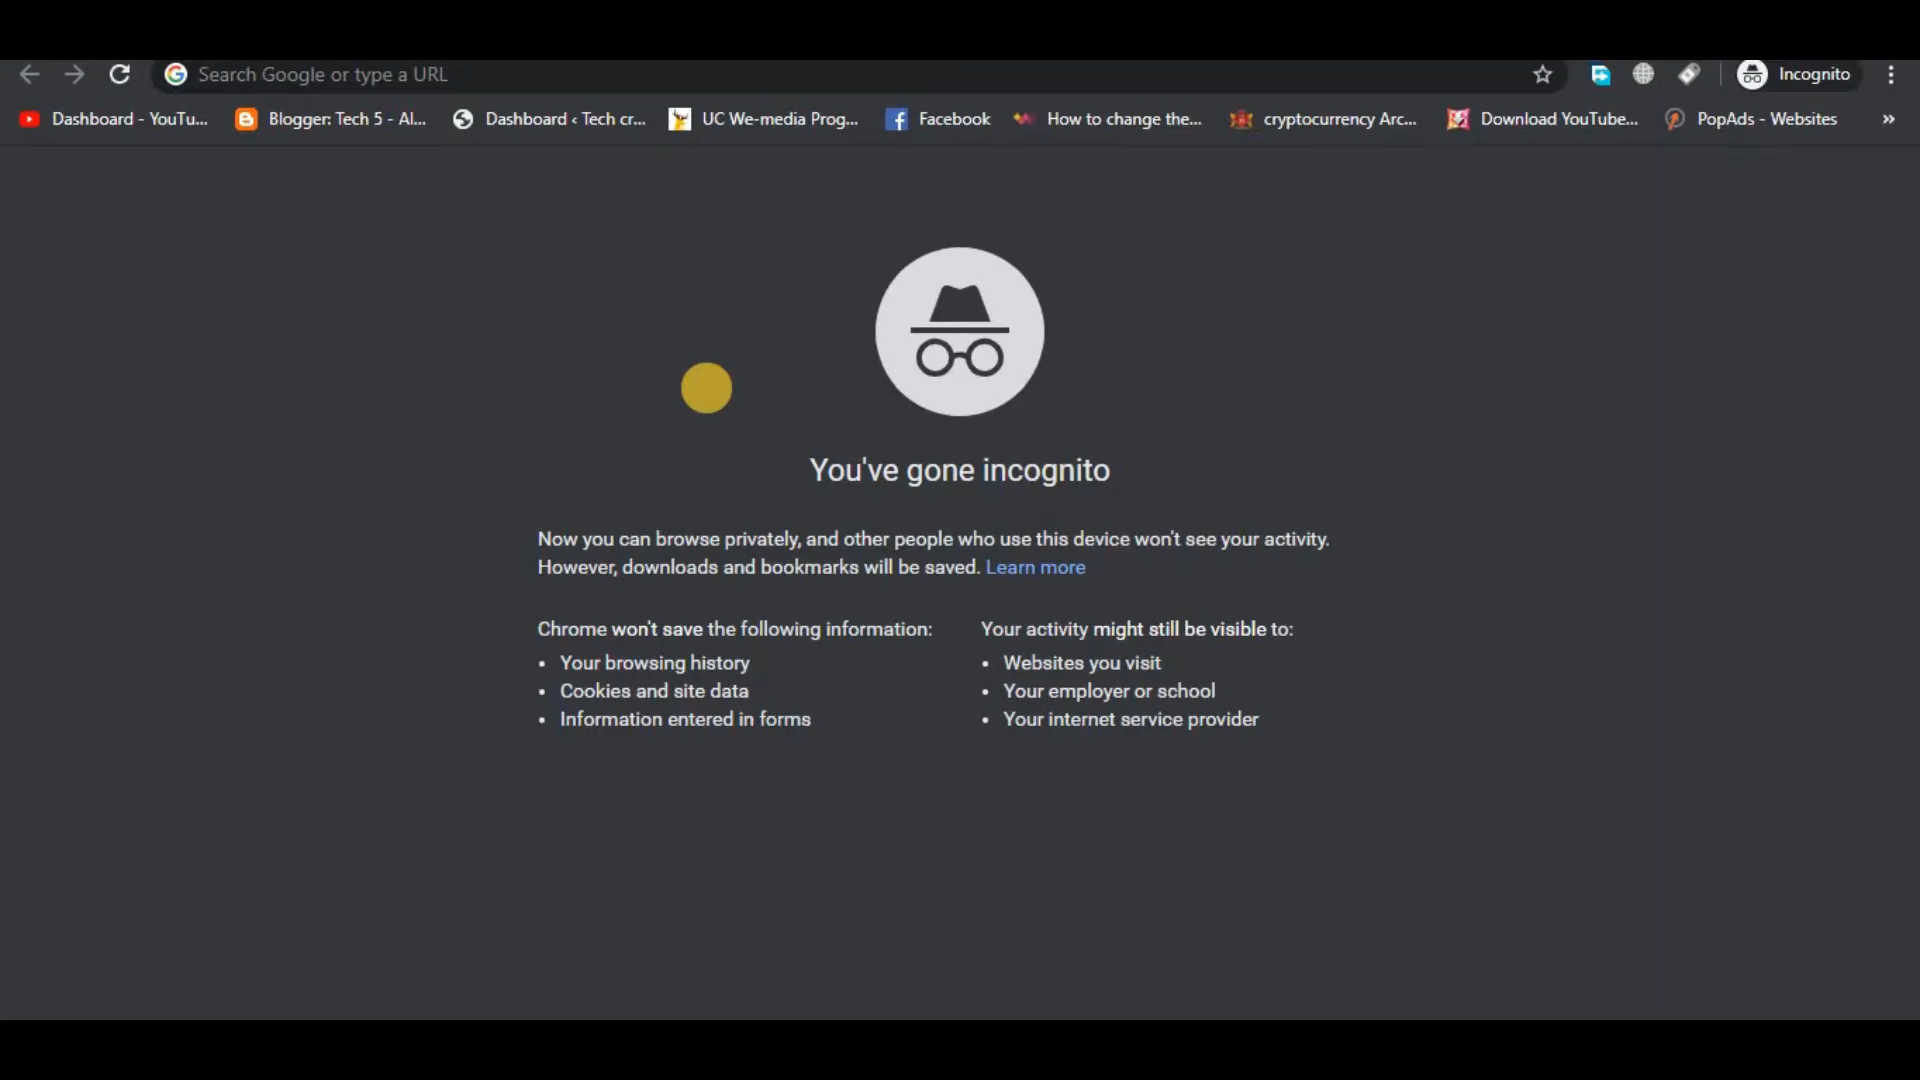 Search Google or type a URL
Incognito
Dashboard - YouTu...
Blogger: Tech 5 - Al...
Dashboard ‹ Tech cr...
UC We-media Prog...
Facebook
How to change the...
cryptocurrency Arc...
Download YouTube...
PopAds - Websites
»
You've gone incognito
Now you can browse privately, and other people who use this device won't see your activity.
However, downloads and bookmarks will be saved. Learn more
Chrome won't save the following information:
• Your browsing history
• Cookies and site data
• Information entered in forms
Your activity might still be visible to:
• Websites you visit
• Your employer or school
• Your internet service provider